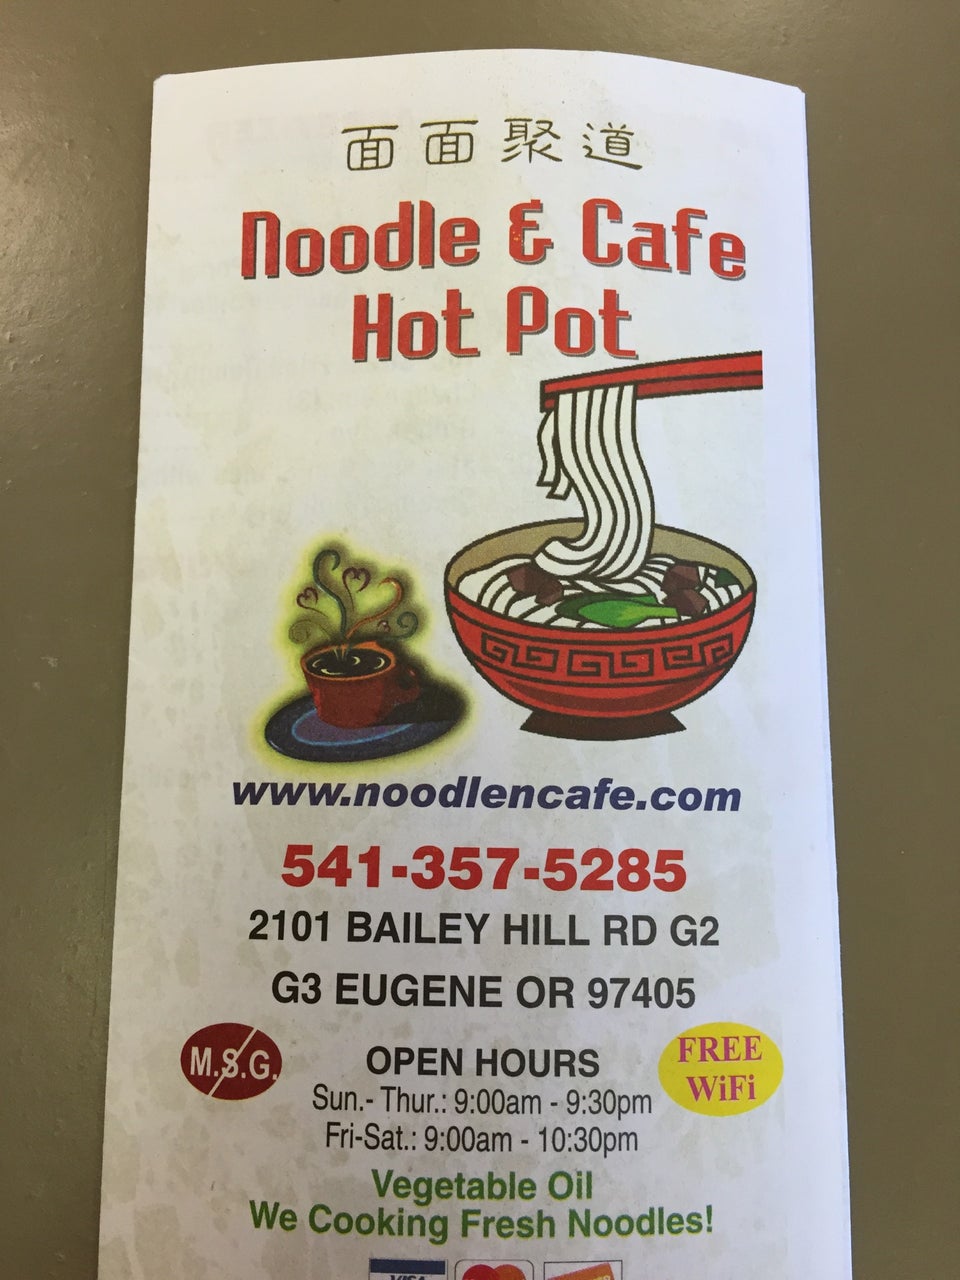 面面聚道
Noodle & Cafe
Hot Pot
www.noodlencafe.com
541-357-5285
2101 BAILEY HILL RD G2
G3 EUGENE OR 97405
M.S.G.
OPEN HOURS
FREE
WiFi
Sun.- Thur.: 9:00am - 9:30pm
Fri-Sat.: 9:00am - 10:30pm
Vegetable Oil
We Cooking Fresh Noodles!
VISA